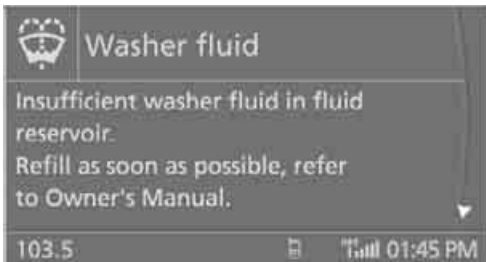 Washer fluid
Insufficient washer fluid in fluid
reservoir.
Refill as soon as possible, refer
to Owner's Manual.
103.5 01:45 PM